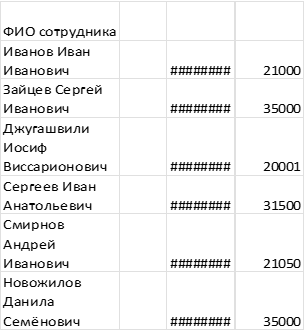 ФИО сотрудника
Иванов Иван
Иванович ######## 21000
Зайцев Сергей
Иванович ######## 35000
Джугашвили
Иосиф
Виссарионович ######## 20001
Сергеев Иван
Анатольевич ######## 31500
Смирнов
Андрей
Иванович ######## 21050
Новожилов
Данила
Семёнович ######## 35000